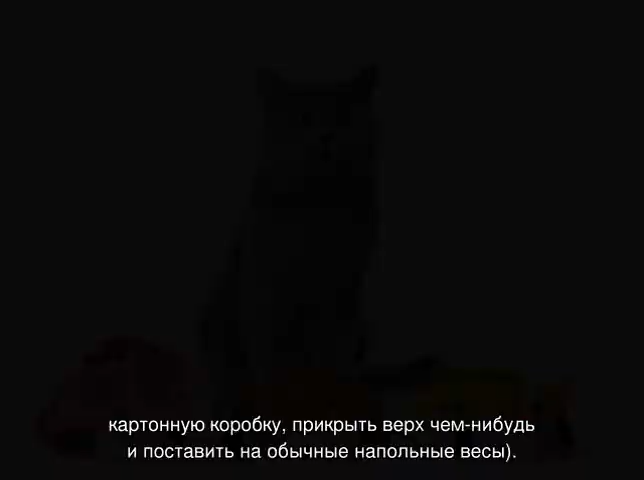 картонную коробку, прикрыть верх чем-нибудь
и поставить на обычные напольные весы).